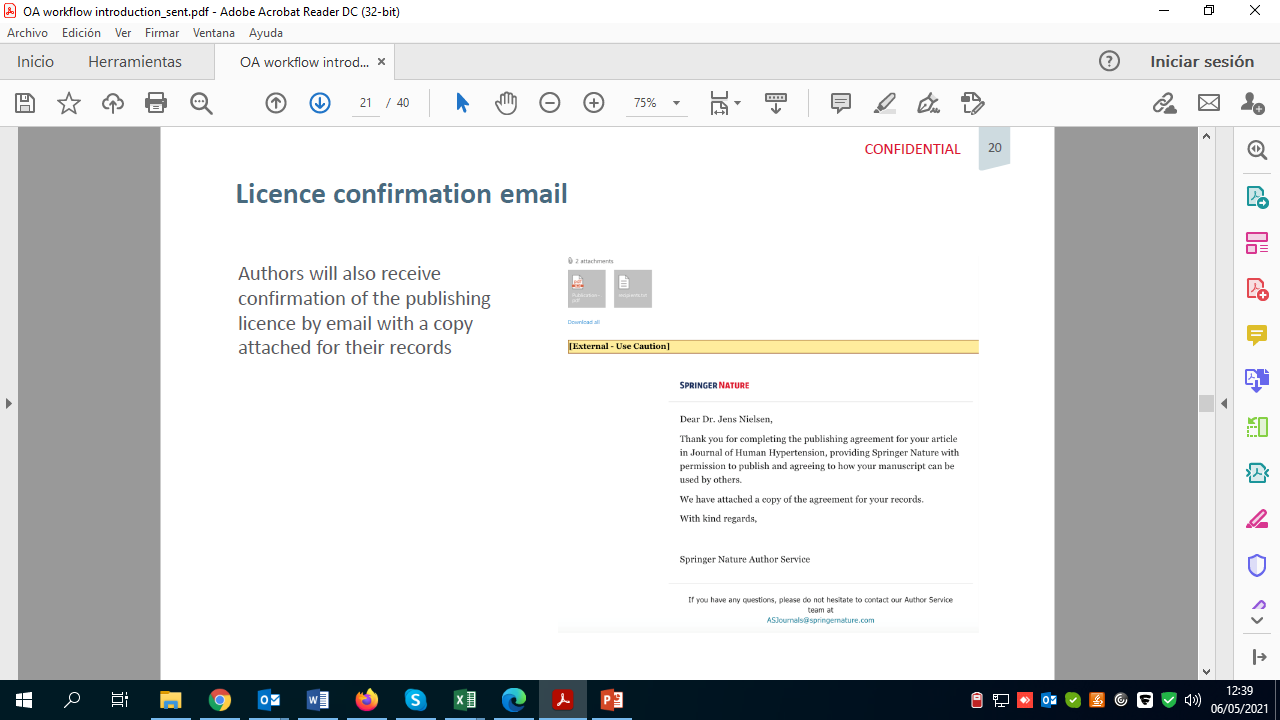 OA workflow introduction_sent.pdf - Adobe Acrobat Reader DC (32-bit)
Archivo Edición Ver Firmar Ventana Ayuda
Inicio Herramientas OA workflow introd... × ? Iniciar sesión
21 / 40 75%
CONFIDENTIAL 20
Licence confirmation email
Authors will also receive
confirmation of the publishing
licence by email with a copy
attached for their records
2 attachments
Download all
[External - Use Caution]
SPRINGER NATURE
Dear Dr. Jens Nielsen,
Thank you for completing the publishing agreement for your article
in Journal of Human Hypertension, providing Springer Nature with
permission to publish and agreeing to how your manuscript can be
used by others.
We have attached a copy of the agreement for your records.
With kind regards,
Springer Nature Author Service
If you have any questions, please do not hesitate to contact our Author Service
team at
ASJournals@springernature.com
12:39
06/05/2021